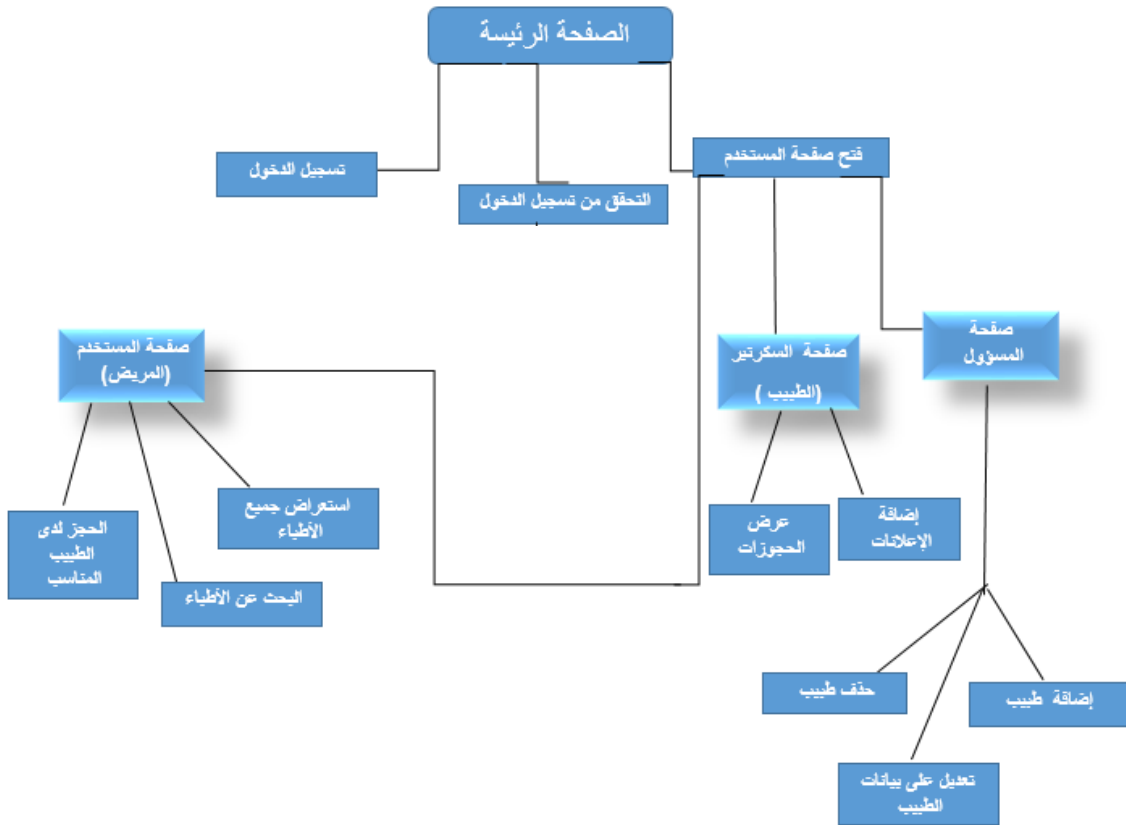 الصفحة الرئيسة
فتح صفحة المستخدم
تسجيل الدخول
التحقق من تسجيل الدخول
صفحة
المسؤول
صفحة السكرتير
(الطبيب )
صفحة المستخدم
(المريض)
إضافة
الإعلانات
عرض
الحجوزات
استعراض جميع
الأطباء
البحث عن الأطباء
الحجز لدى
الطبيب
المناسب
إضافة طبيب
حذف طبيب
تعديل على بيانات
الطبيب